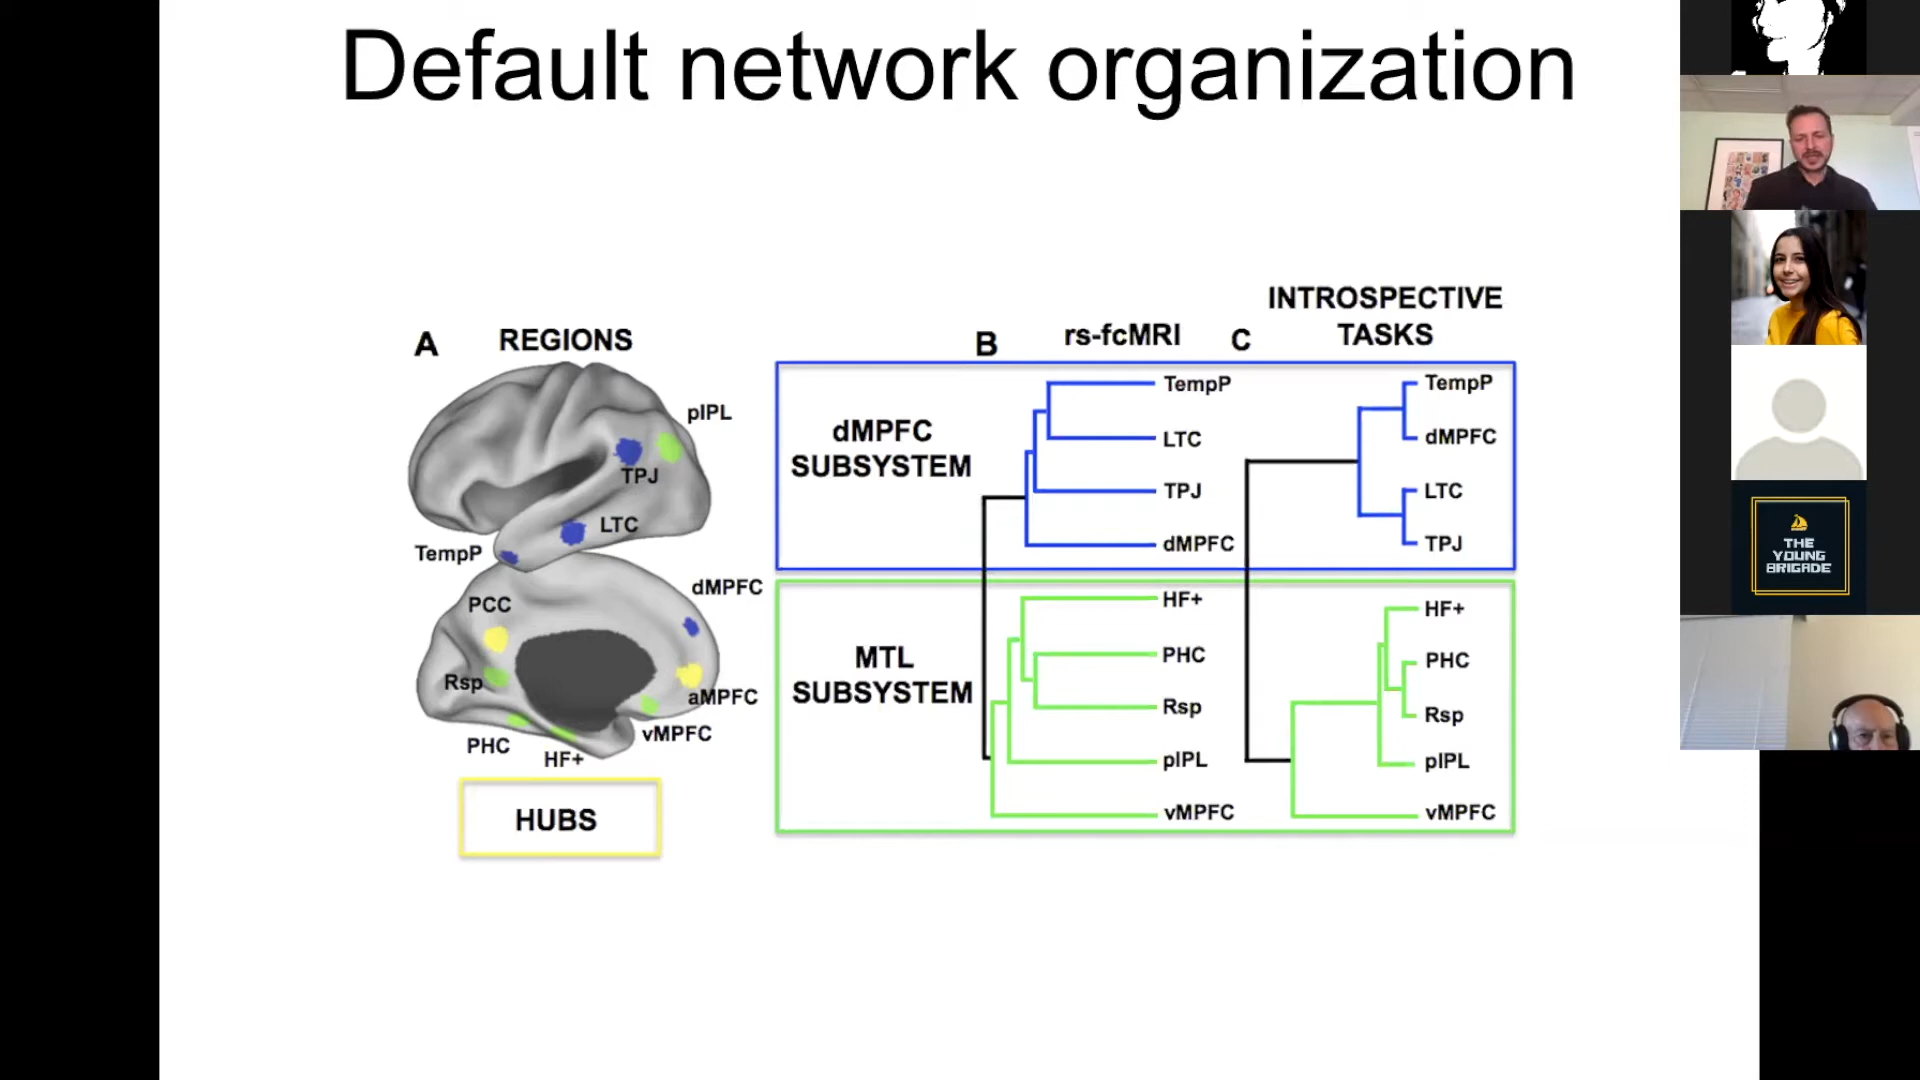 Default network organization
A
REGIONS
pIPL
TPJ
LTC
TempP
PCC
dMPFC
Rsp
aMPFC
vMPFC
PHC
HF+
HUBS
B
rs-fcMRI
C
INTROSPECTIVE
TASKS
dMPFC
SUBSYSTEM
TempP
LTC
TPJ
dMPFC
TempP
dMPFC
LTC
TPJ
MTL
SUBSYSTEM
HF+
PHC
Rsp
pIPL
vMPFC
HF+
PHC
Rsp
pIPL
vMPFC
THE
YOUNG
BRIGADE